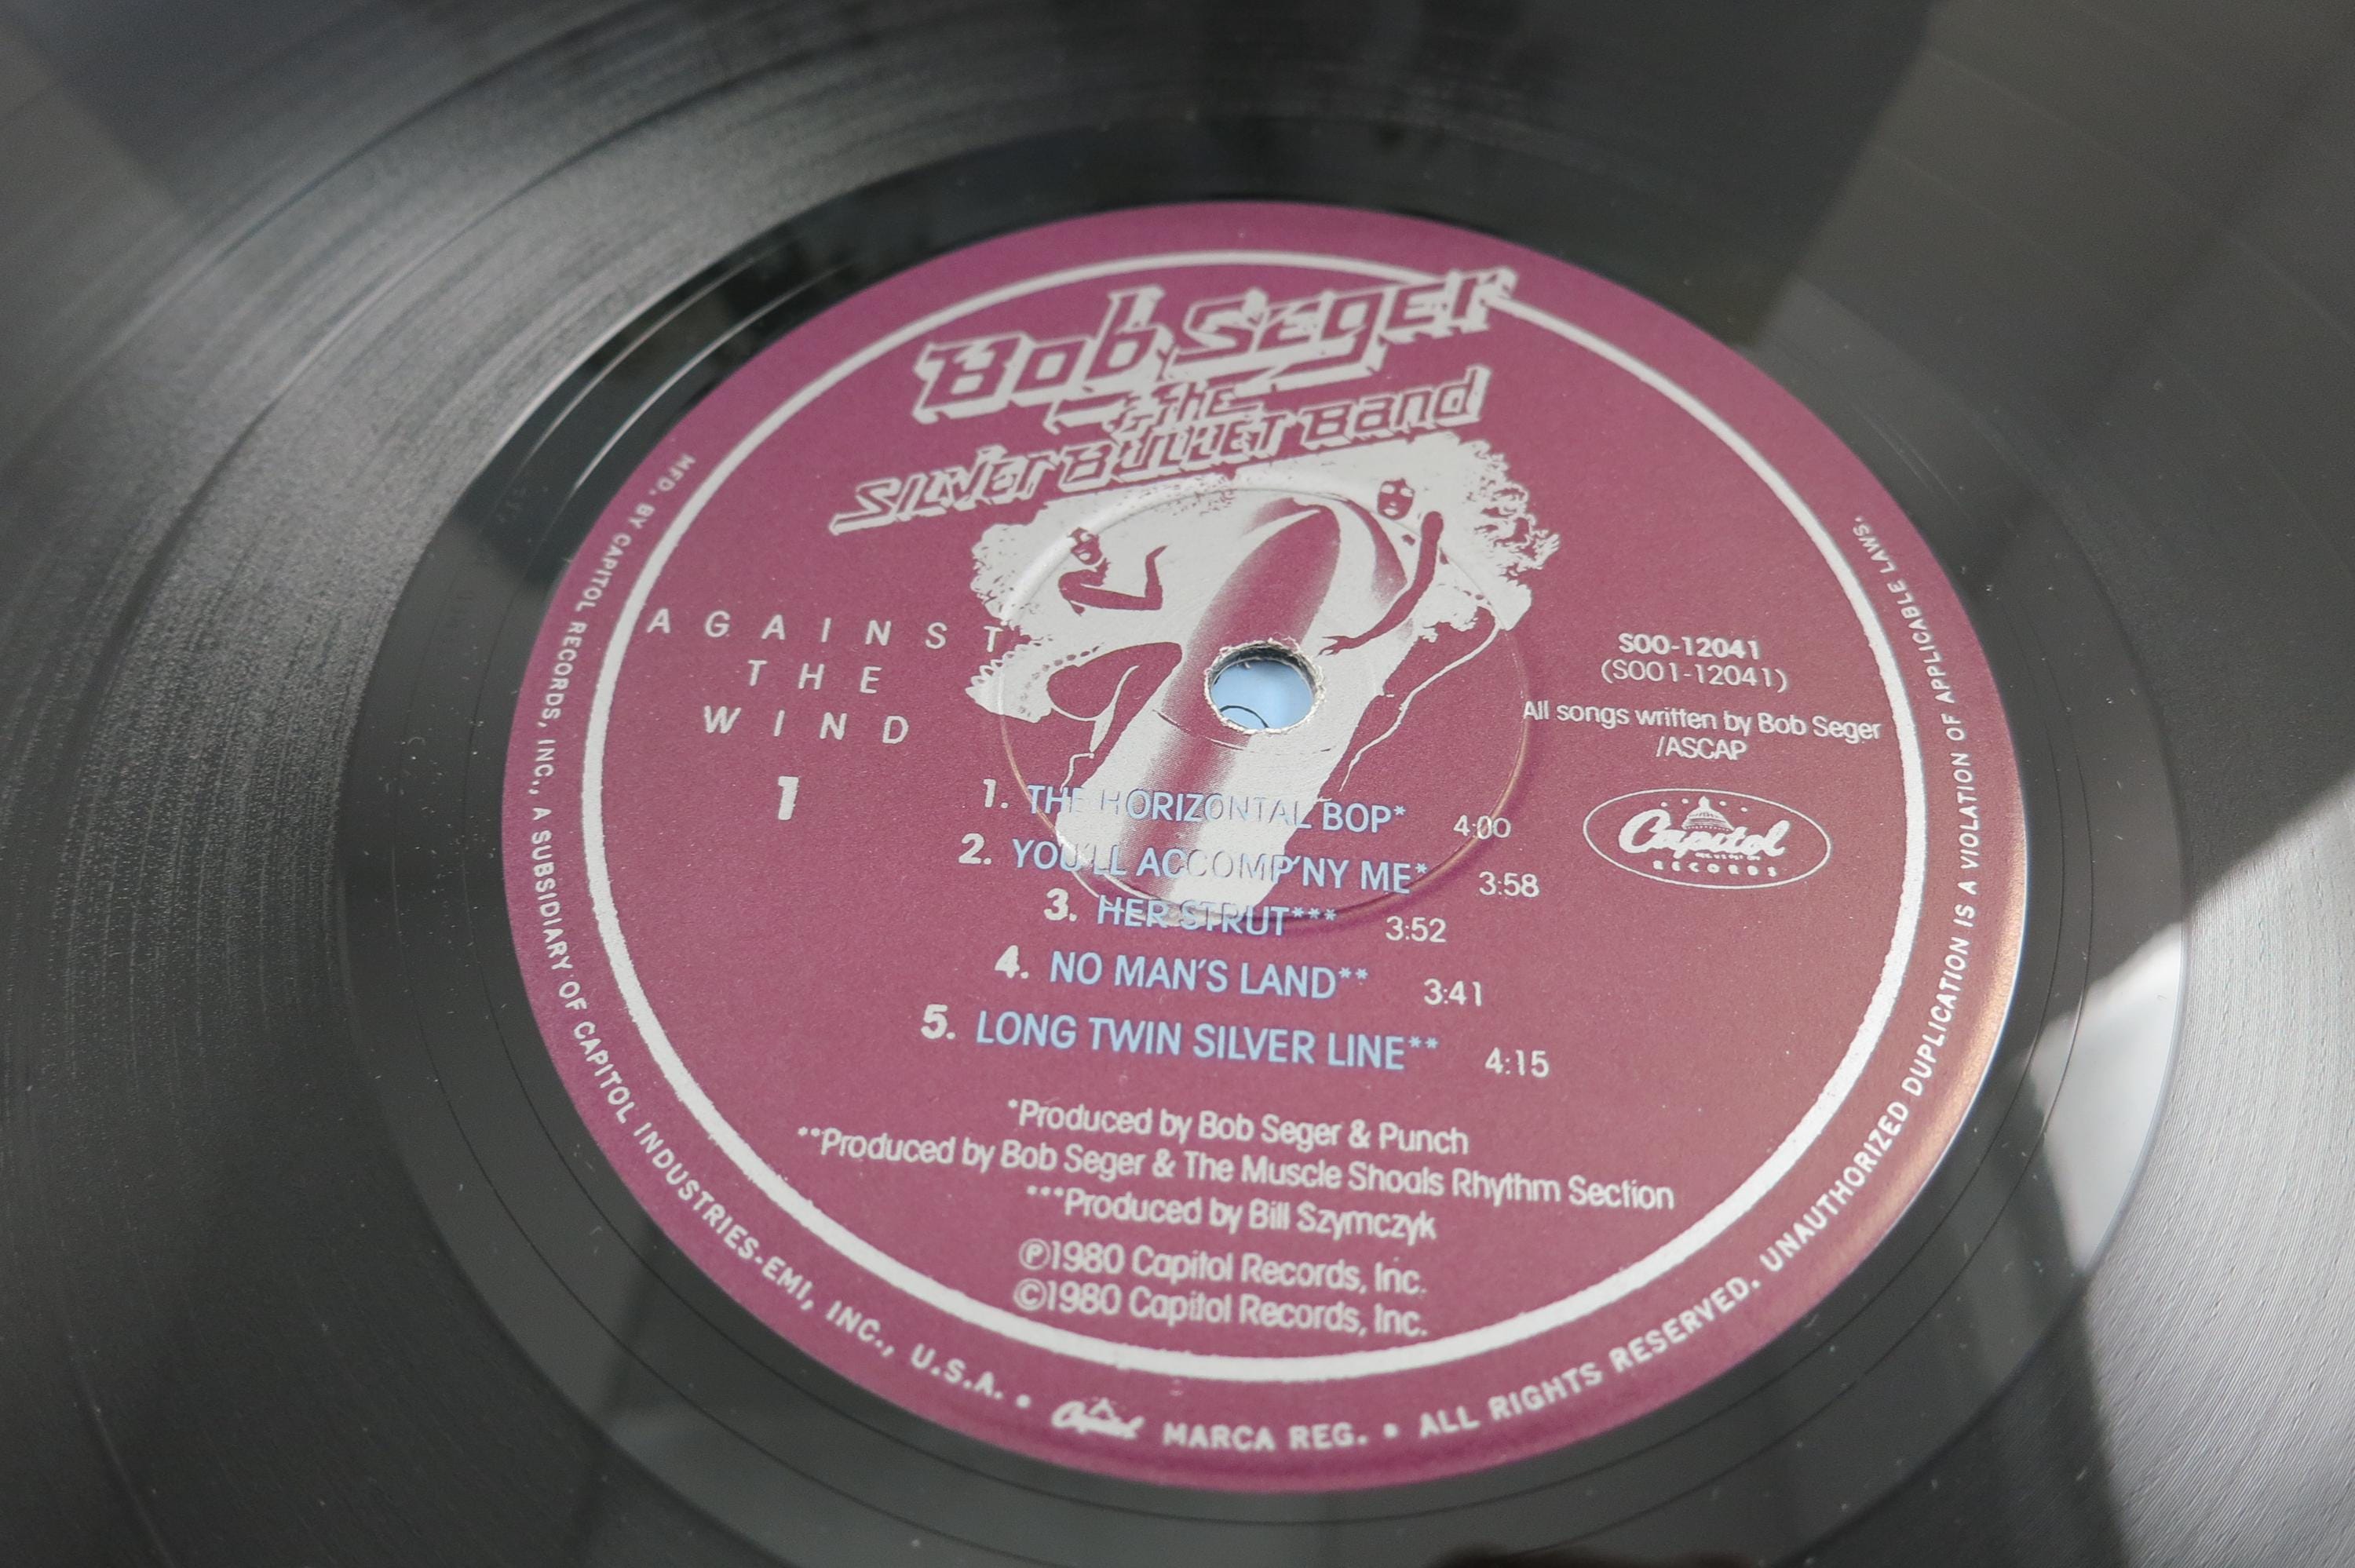 Bob Seger
& the
SILVER BULLET Band
AGAINST
THE
WIND
1
SOO-12041
(SOO1-12041)
All songs written by Bob Seger
/ASCAP
Capitol
RECORDS
1. THE HORIZONTAL BOP* 4:00
2. YOU'LL ACCOMP'NY ME* 3:58
3. HER STRUT*** 3:52
4. NO MAN'S LAND** 3:41
5. LONG TWIN SILVER LINE** 4:15
*Produced by Bob Seger & Punch
**Produced by Bob Seger & The Muscle Shoals Rhythm Section
***Produced by Bill Szymczyk
℗1980 Capitol Records, Inc.
©1980 Capitol Records, Inc.
MFD. BY CAPITOL RECORDS, INC., A SUBSIDIARY OF CAPITOL INDUSTRIES-EMI, INC., U.S.A. • Capitol MARCA REG. • ALL RIGHTS RESERVED. UNAUTHORIZED DUPLICATION IS A VIOLATION OF APPLICABLE LAWS.